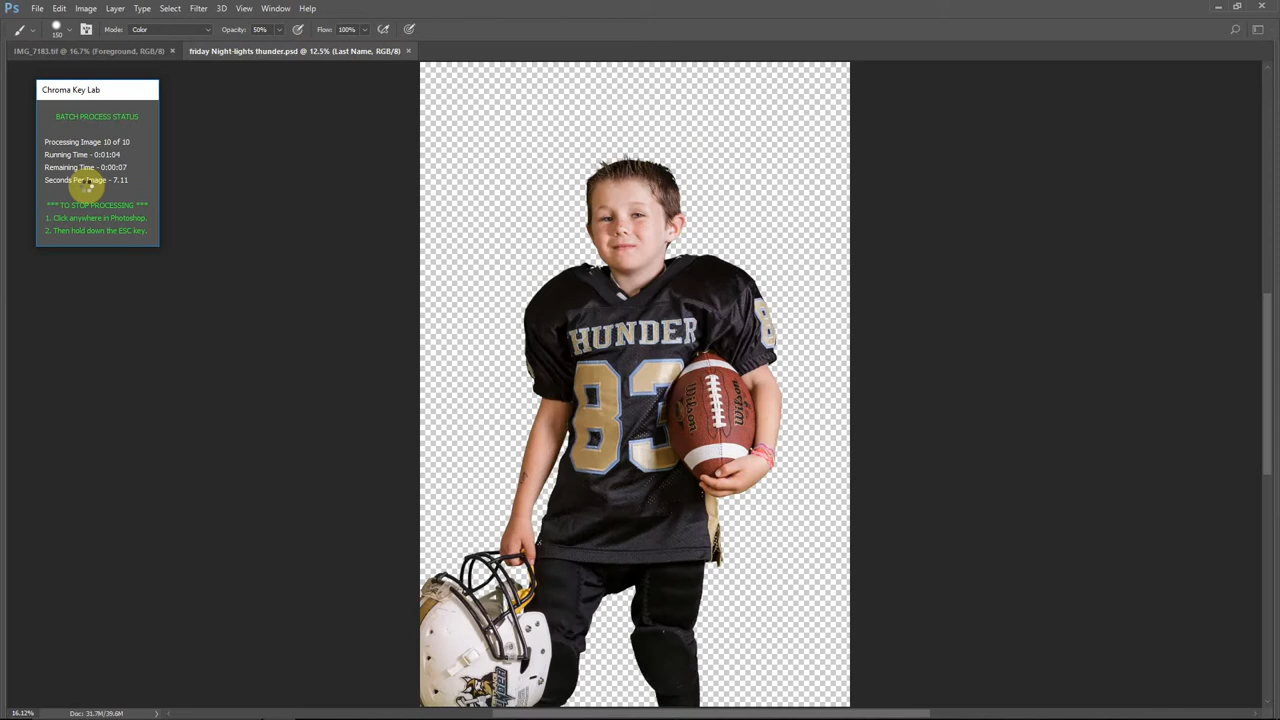 Ps File Edit Image Layer Type Select Filter 3D View Window Help
150 Mode: Color Opacity: 50% Flow: 100%
IMG_7183.tif @ 16.7% (Foreground, RGB/8) × friday Night-lights thunder.psd @ 12.5% (Last Name, RGB/8) ×
Chroma Key Lab
BATCH PROCESS STATUS
Processing Image 10 of 10
Running Time - 0:01:04
Remaining Time - 0:00:07
Seconds Per Image - 7.11
*** TO STOP PROCESSING ***
1. Click anywhere in Photoshop.
2. Then hold down the ESC key.
HUNDER
8
83
Wilson
Wilson
16.12% Doc: 31.7M/39.6M